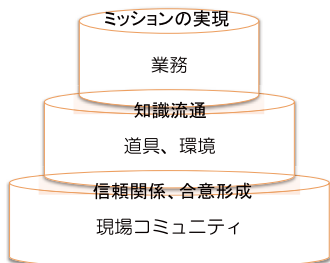 ミッションの実現
業務
知識流通
道具、環境
信頼関係、合意形成
現場コミュニティ